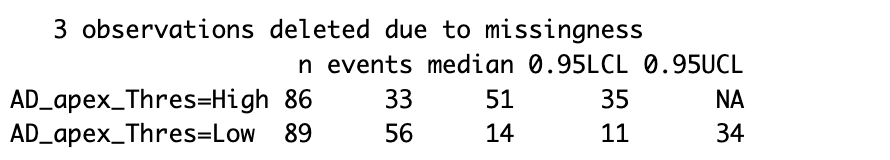 3 observations deleted due to missingness
n events median 0.95LCL 0.95UCL
AD_apex_Thres=High 86 33 51 35 NA
AD_apex_Thres=Low 89 56 14 11 34